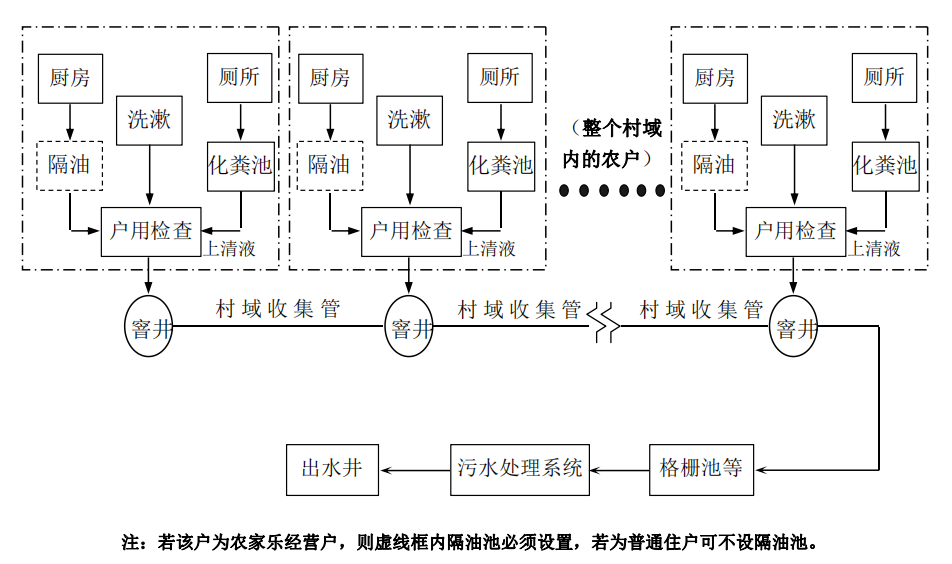 厨房
厕所
洗漱
隔油
化粪池
户用检查
上清液
厨房
厕所
洗漱
隔油
化粪池
户用检查
上清液
（整个村域
内的农户）
厨房
厕所
洗漱
隔油
化粪池
户用检查
上清液
窨井
村域收集管
窨井
村域收集管
村域收集管
窨井
出水井
污水处理系统
格栅池等
注：若该户为农家乐经营户，则虚线框内隔油池必须设置，若为普通住户可不设隔油池。